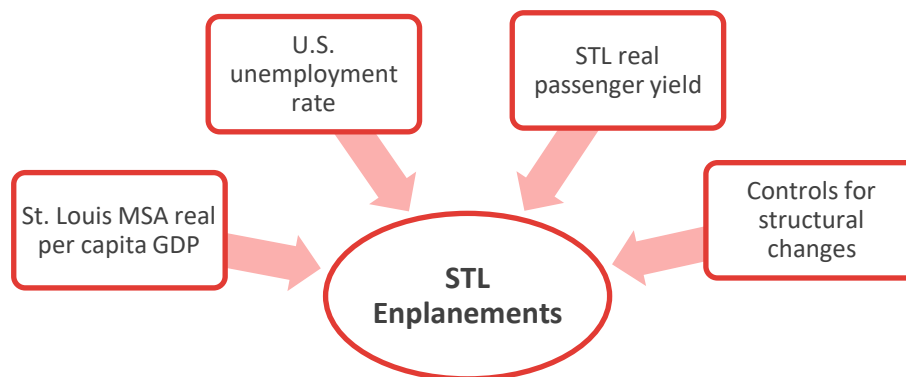 U.S.
unemployment
rate
STL real
passenger yield
St. Louis MSA real
per capita GDP
Controls for
structural
changes
STL
Enplanements